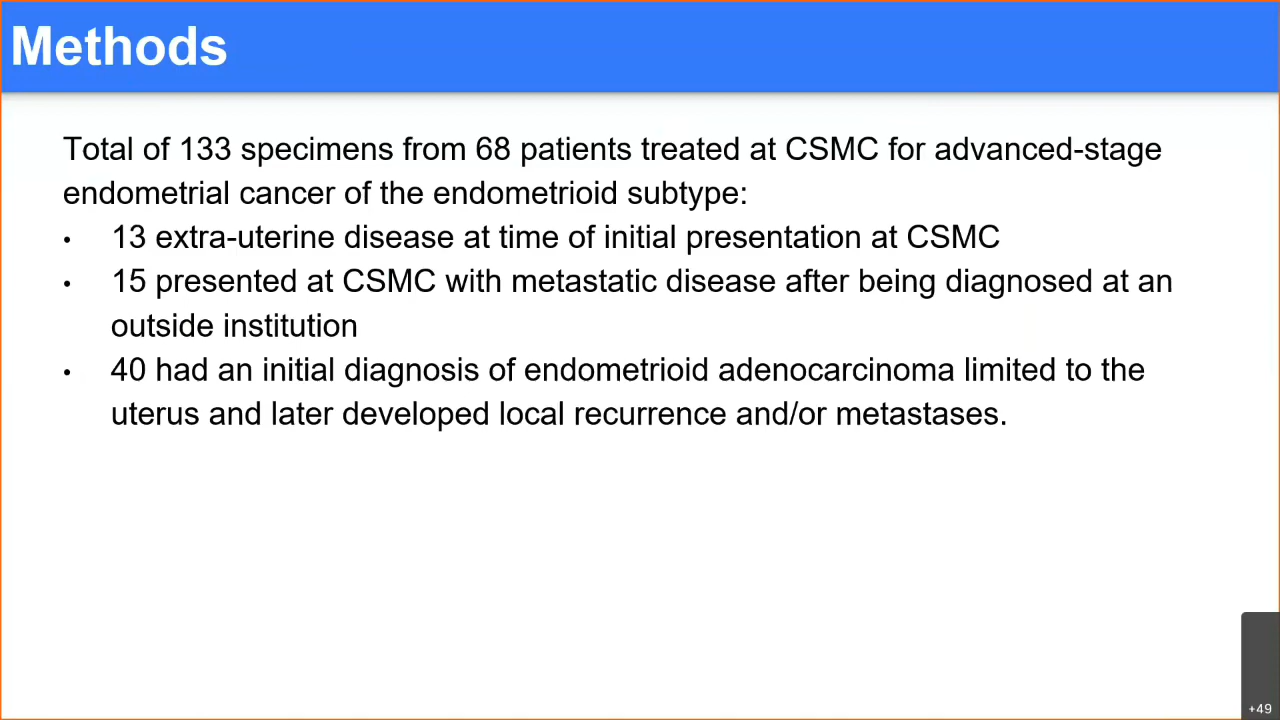 Methods
Total of 133 specimens from 68 patients treated at CSMC for advanced-stage
endometrial cancer of the endometrioid subtype:
• 13 extra-uterine disease at time of initial presentation at CSMC
• 15 presented at CSMC with metastatic disease after being diagnosed at an
outside institution
• 40 had an initial diagnosis of endometrioid adenocarcinoma limited to the
uterus and later developed local recurrence and/or metastases.
+49